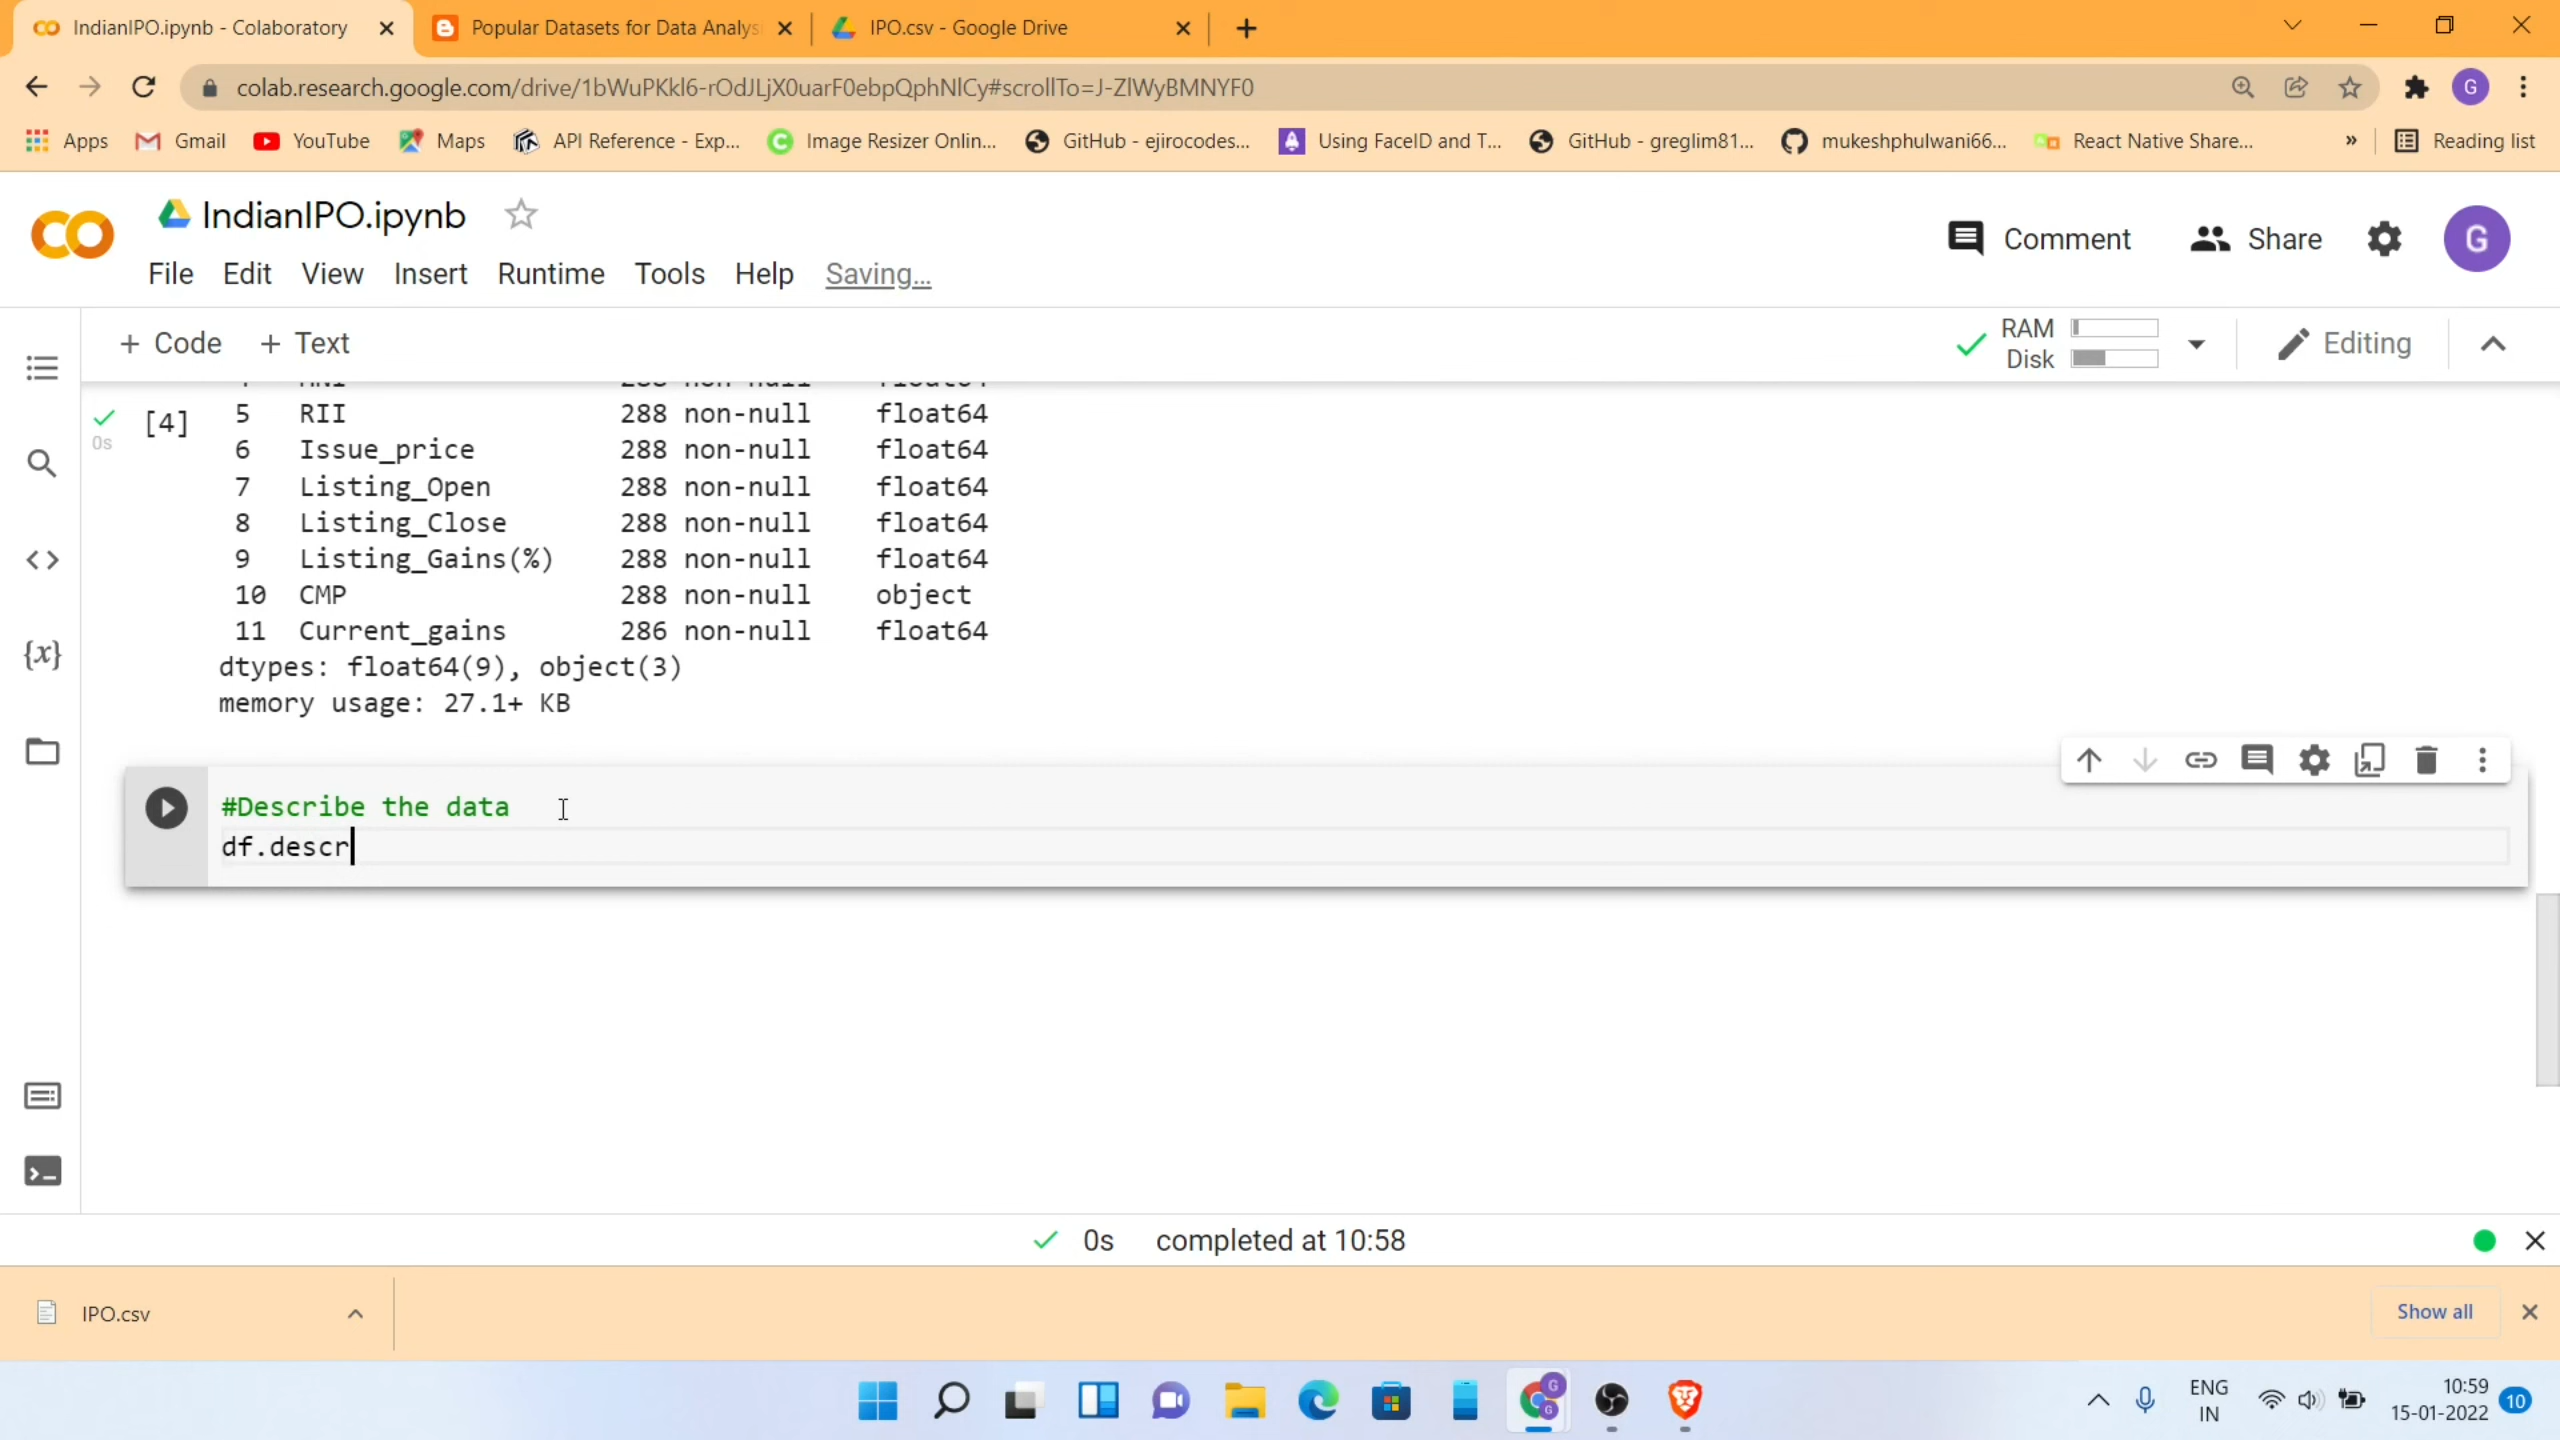 IndianIPO.ipynb - Colaboratory
Popular Datasets for Data Analys
IPO.csv - Google Drive
colab.research.google.com/drive/1bWuPKkl6-rOdJLjX0uarF0ebpQphNlCy#scrollTo=J-ZlWyBMNYF0
G
Apps
Gmail
YouTube
Maps
API Reference - Exp...
Image Resizer Onlin...
GitHub - ejirocodes...
Using FaceID and T...
GitHub - greglim81...
mukeshphulwani66...
React Native Share...
»
Reading list
IndianIPO.ipynb
Comment
Share
G
File Edit View Insert Runtime Tools Help Saving...
+ Code + Text
RAM
Disk
Editing
[4]
0s
5 RII 288 non-null float64
6 Issue_price 288 non-null float64
7 Listing_Open 288 non-null float64
8 Listing_Close 288 non-null float64
9 Listing_Gains(%) 288 non-null float64
10 CMP 288 non-null object
11 Current_gains 286 non-null float64
dtypes: float64(9), object(3)
memory usage: 27.1+ KB
#Describe the data
df.descr
0s completed at 10:58
IPO.csv
Show all
ENG
IN
10:59
15-01-2022
10